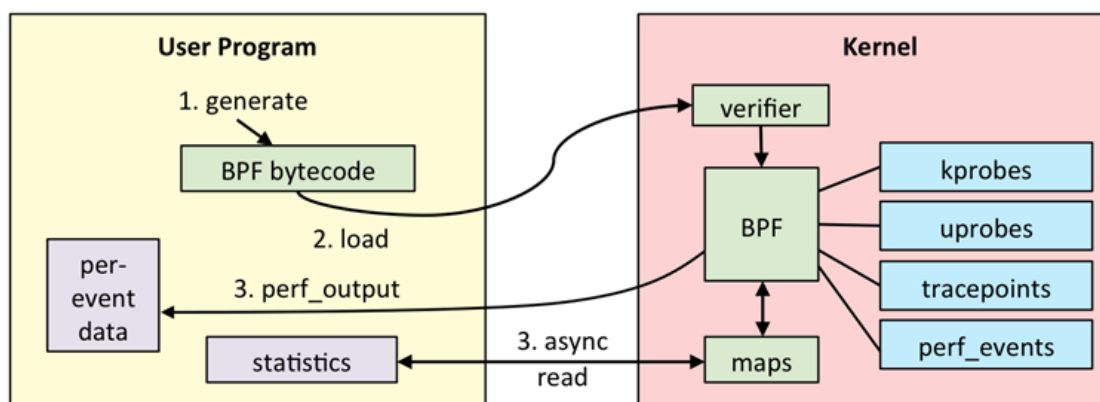 User Program
1. generate
BPF bytecode
2. load
per-
event
data
3. perf_output
statistics
3. async
read
Kernel
verifier
BPF
maps
kprobes
uprobes
tracepoints
perf_events